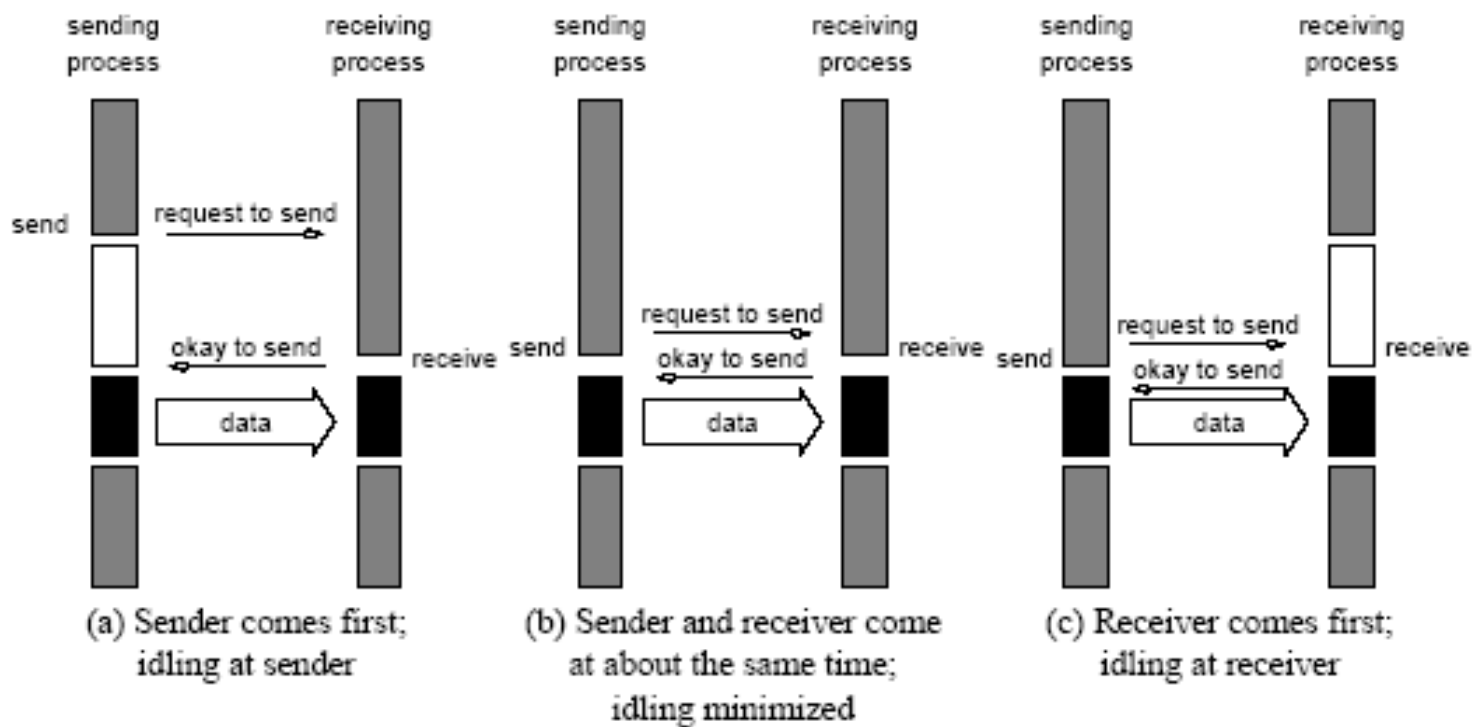 sending process
receiving process
send
request to send
okay to send
receive
data
(a) Sender comes first;
idling at sender
sending process
receiving process
request to send
send
okay to send
receive
data
(b) Sender and receiver come
at about the same time;
idling minimized
sending process
receiving process
request to send
send
okay to send
receive
data
(c) Receiver comes first;
idling at receiver